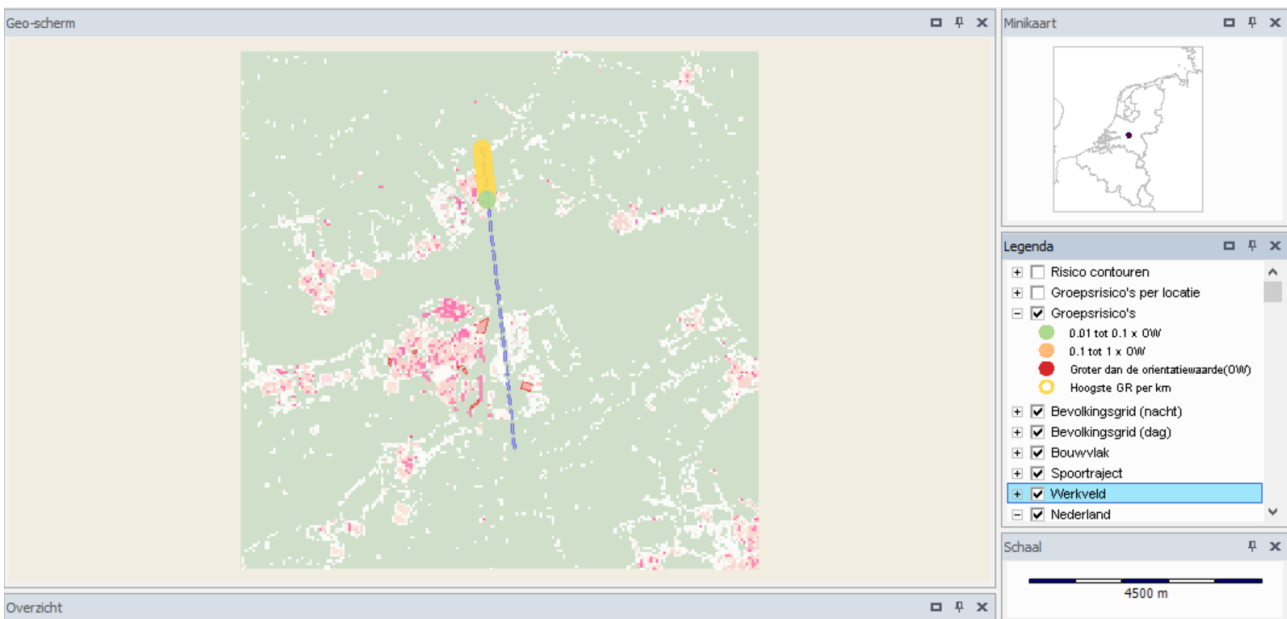 Geo-scherm
Minikaart
Legenda
Risico contouren
Groepsrisico's per locatie
Groepsrisico's
0.01 tot 0.1 x OW
0.1 tot 1 x OW
Groter dan de orientatiewaarde(OW)
Hoogste GR per km
Bevolkingsgrid (nacht)
Bevolkingsgrid (dag)
Bouwvlak
Spoortraject
Werkveld
Nederland
Schaal
4500 m
Overzicht